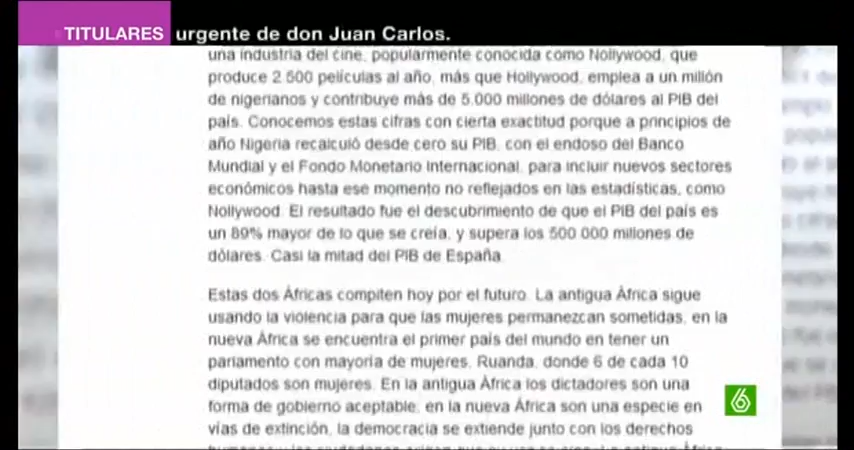 TITULARES urgente de don Juan Carlos.
una industria del cine, popularmente conocida como Nollywood, que
produce 2.500 películas al año, más que Hollywood, emplea a un millón
de nigerianos y contribuye más de 5.000 millones de dólares al PIB del
país. Conocemos estas cifras con cierta exactitud porque a principios de
año Nigeria recalculó desde cero su PIB, con el endoso del Banco
Mundial y el Fondo Monetario Internacional, para incluir nuevos sectores
económicos hasta ese momento no reflejados en las estadísticas, como
Nollywood. El resultado fue el descubrimiento de que el PIB del país es
un 89% mayor de lo que se creía, y supera los 500.000 millones de
dólares. Casi la mitad del PIB de España.
Estas dos Áfricas compiten hoy por el futuro. La antigua África sigue
usando la violencia para que las mujeres permanezcan sometidas, en la
nueva África se encuentra el primer país del mundo en tener un
parlamento con mayoría de mujeres, Ruanda, donde 6 de cada 10
diputados son mujeres. En la antigua África los dictadores son una
forma de gobierno aceptable, en la nueva África son una especie en
vías de extinción, la democracia se extiende junto con los derechos
6